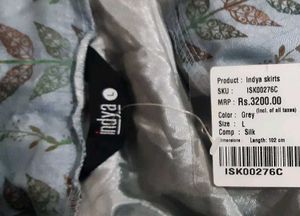 indya
L
Product : Indya skirts
SKU : ISK00276C
MRP : Rs.3200.00
(Incl. of all taxes)
Color : Grey
Size : L
Comp : Silk
Dimensions Length: 102 cm
ISK00276C